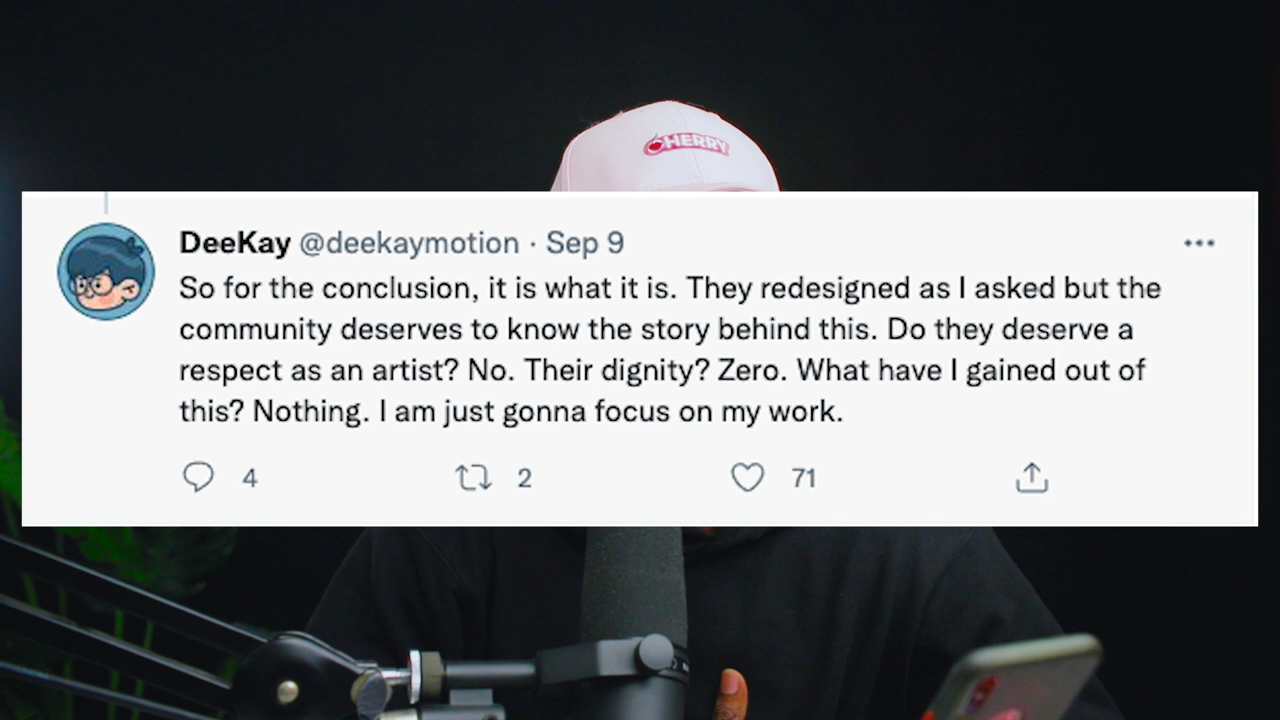 CHERRY
DeeKay @deekaymotion · Sep 9
So for the conclusion, it is what it is. They redesigned as I asked but the
community deserves to know the story behind this. Do they deserve a
respect as an artist? No. Their dignity? Zero. What have I gained out of
this? Nothing. I am just gonna focus on my work.
4 2 71